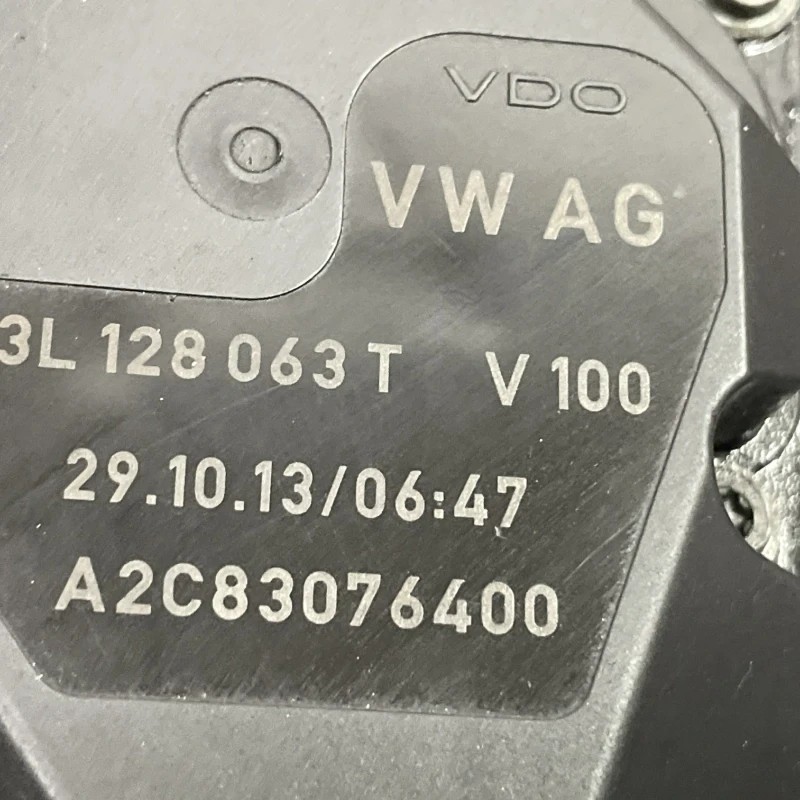 VDO
VW AG
3L 128 063 T V 100
29.10.13/06:47
A2C83076400